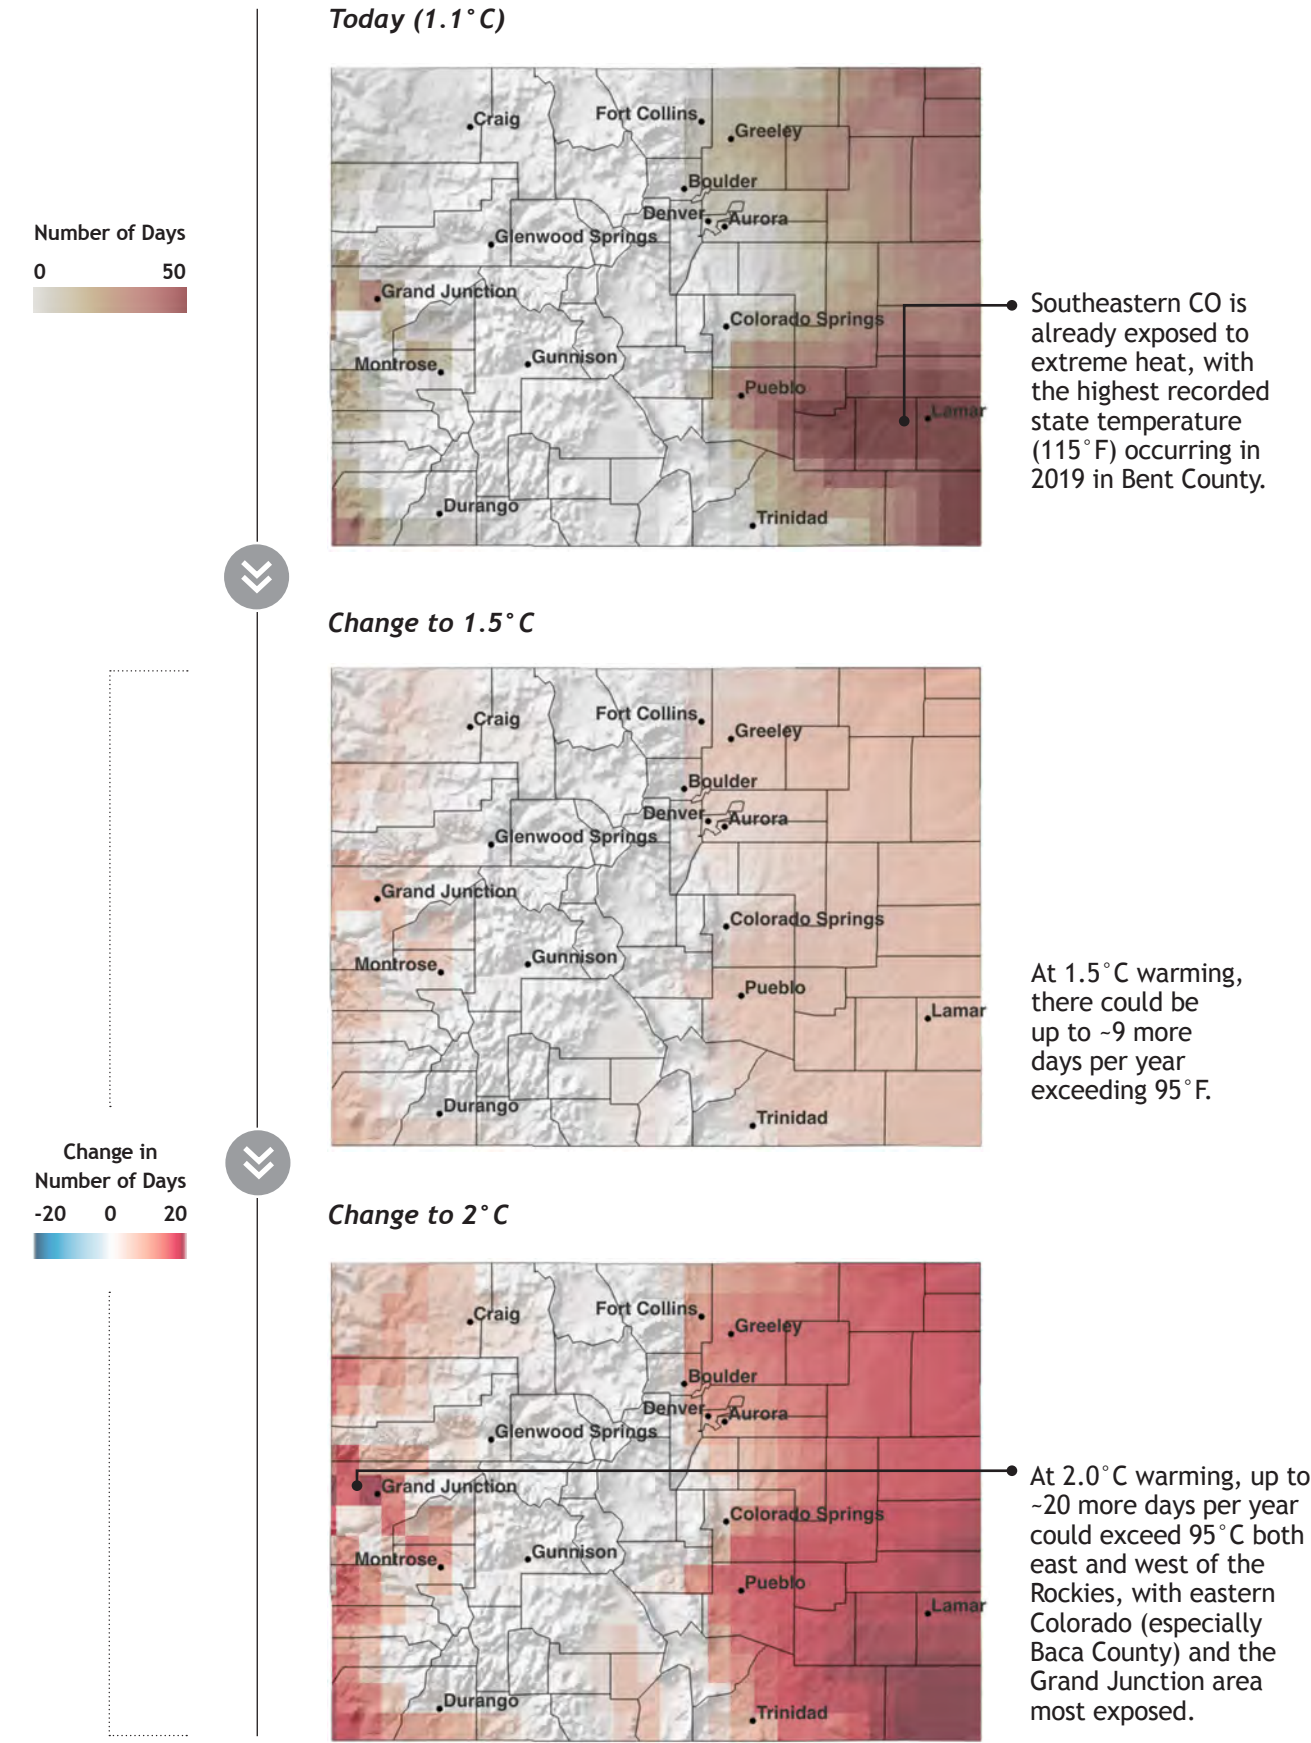 Today (1.1°C)
Craig
Fort Collins
Greeley
Boulder
Denver
Aurora
Glenwood Springs
Grand Junction
Colorado Springs
Montrose
Gunnison
Pueblo
Lamar
Durango
Trinidad
Number of Days
0 50
Southeastern CO is
already exposed to
extreme heat, with
the highest recorded
state temperature
(115°F) occurring in
2019 in Bent County.
Change to 1.5°C
Craig
Fort Collins
Greeley
Boulder
Denver
Aurora
Glenwood Springs
Grand Junction
Colorado Springs
Montrose
Gunnison
Pueblo
Lamar
Durango
Trinidad
At 1.5°C warming,
there could be
up to ~9 more
days per year
exceeding 95°F.
Change in
Number of Days
-20 0 20
Change to 2°C
Craig
Fort Collins
Greeley
Boulder
Denver
Aurora
Glenwood Springs
Grand Junction
Colorado Springs
Montrose
Gunnison
Pueblo
Lamar
Durango
Trinidad
At 2.0°C warming, up to
~20 more days per year
could exceed 95°C both
east and west of the
Rockies, with eastern
Colorado (especially
Baca County) and the
Grand Junction area
most exposed.